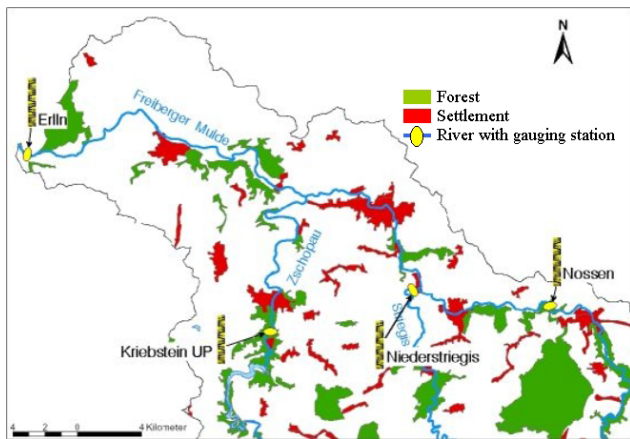 N
Forest
Settlement
River with gauging station
Erlln
Freiberger Mulde
Zschopau
Striegis
Nossen
Kriebstein UP
Niederstriegis
4 2 0 4 Kilometer